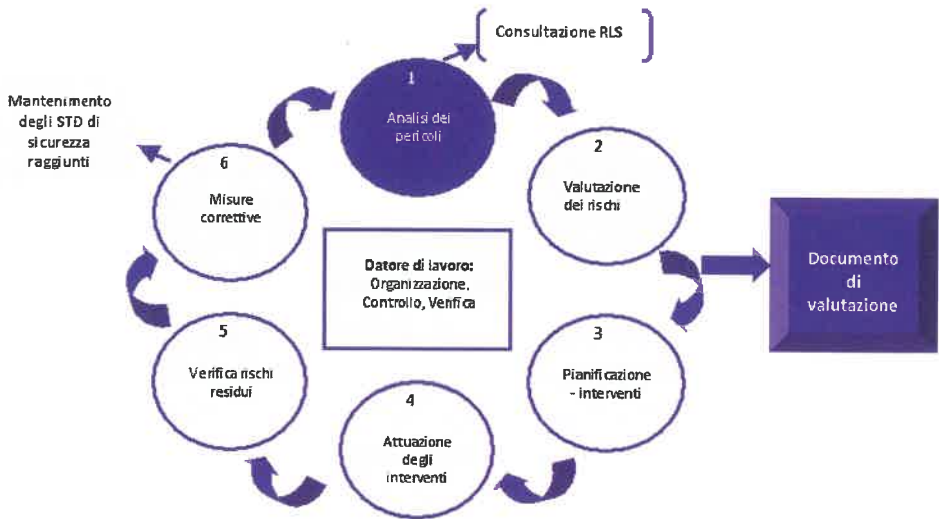 Consultazione RLS
1
Analisi dei
pericoli
Mantenimento
degli STD di
sicurezza
raggiunti
2
Valutazione
dei rischi
6
Misure
correttive
Datore di lavoro:
Organizzazione,
Controllo, Verifica
Documento
di
valutazione
5
Verifica rischi
residui
3
Pianificazione
- interventi
4
Attuazione
degli
interventi